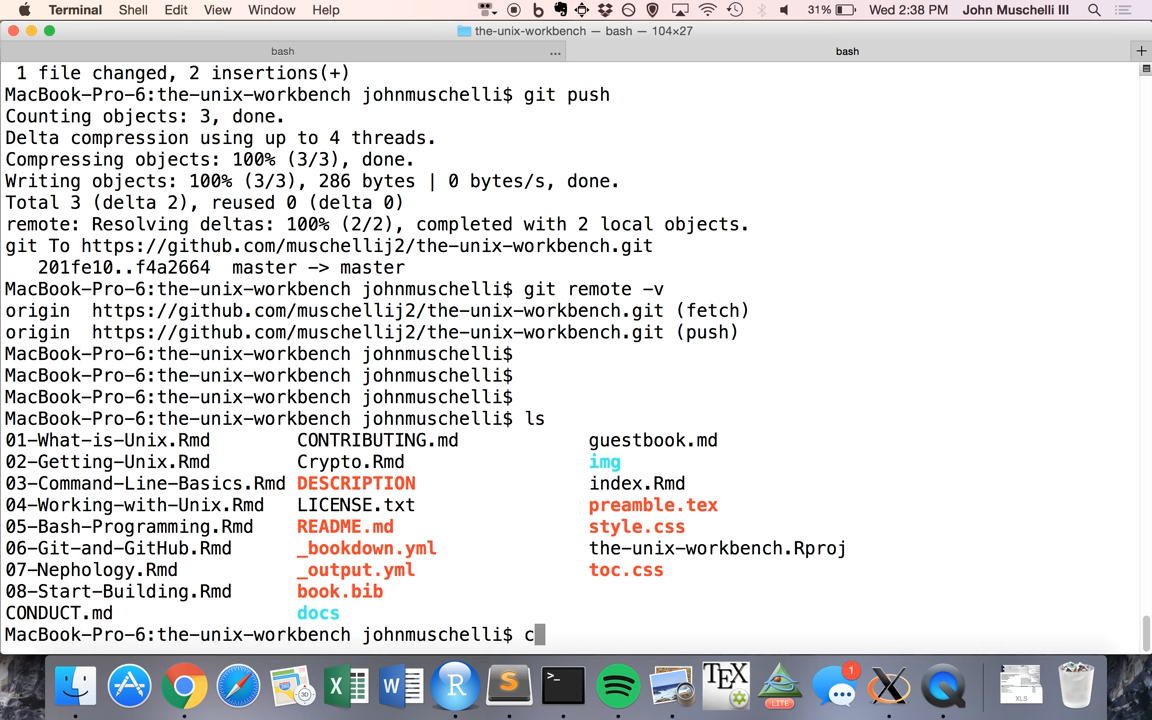 Terminal Shell Edit View Window Help 31% Wed 2:38 PM John Muschelli III
the-unix-workbench — bash — 104×27
bash ... bash +
1 file changed, 2 insertions(+)
MacBook-Pro-6:the-unix-workbench johnmuschelli$ git push
Counting objects: 3, done.
Delta compression using up to 4 threads.
Compressing objects: 100% (3/3), done.
Writing objects: 100% (3/3), 286 bytes | 0 bytes/s, done.
Total 3 (delta 2), reused 0 (delta 0)
remote: Resolving deltas: 100% (2/2), completed with 2 local objects.
git To https://github.com/muschellij2/the-unix-workbench.git
201fe10..f4a2664 master -> master
MacBook-Pro-6:the-unix-workbench johnmuschelli$ git remote -v
origin https://github.com/muschellij2/the-unix-workbench.git (fetch)
origin https://github.com/muschellij2/the-unix-workbench.git (push)
MacBook-Pro-6:the-unix-workbench johnmuschelli$
MacBook-Pro-6:the-unix-workbench johnmuschelli$
MacBook-Pro-6:the-unix-workbench johnmuschelli$
MacBook-Pro-6:the-unix-workbench johnmuschelli$ ls
01-What-is-Unix.Rmd CONTRIBUTING.md guestbook.md
02-Getting-Unix.Rmd Crypto.Rmd img
03-Command-Line-Basics.Rmd DESCRIPTION index.Rmd
04-Working-with-Unix.Rmd LICENSE.txt preamble.tex
05-Bash-Programming.Rmd README.md style.css
06-Git-and-GitHub.Rmd _bookdown.yml the-unix-workbench.Rproj
07-Nephology.Rmd _output.yml toc.css
08-Start-Building.Rmd book.bib
CONDUCT.md docs
MacBook-Pro-6:the-unix-workbench johnmuschelli$ c
X W R S >_ TEX LITE 1 X XLS